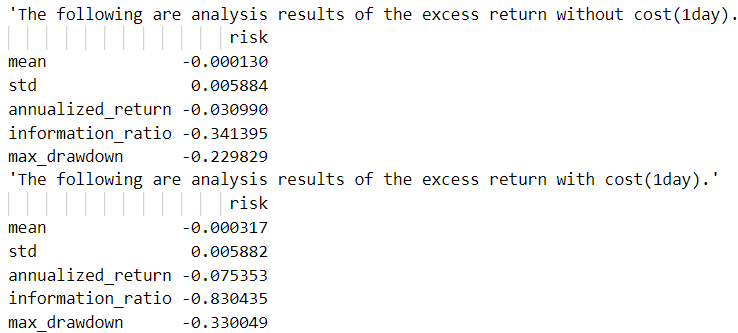 'The following are analysis results of the excess return without cost(1day).
risk
mean -0.000130
std 0.005884
annualized_return -0.030990
information_ratio -0.341395
max_drawdown -0.229829
'The following are analysis results of the excess return with cost(1day).'
risk
mean -0.000317
std 0.005882
annualized_return -0.075353
information_ratio -0.830435
max_drawdown -0.330049